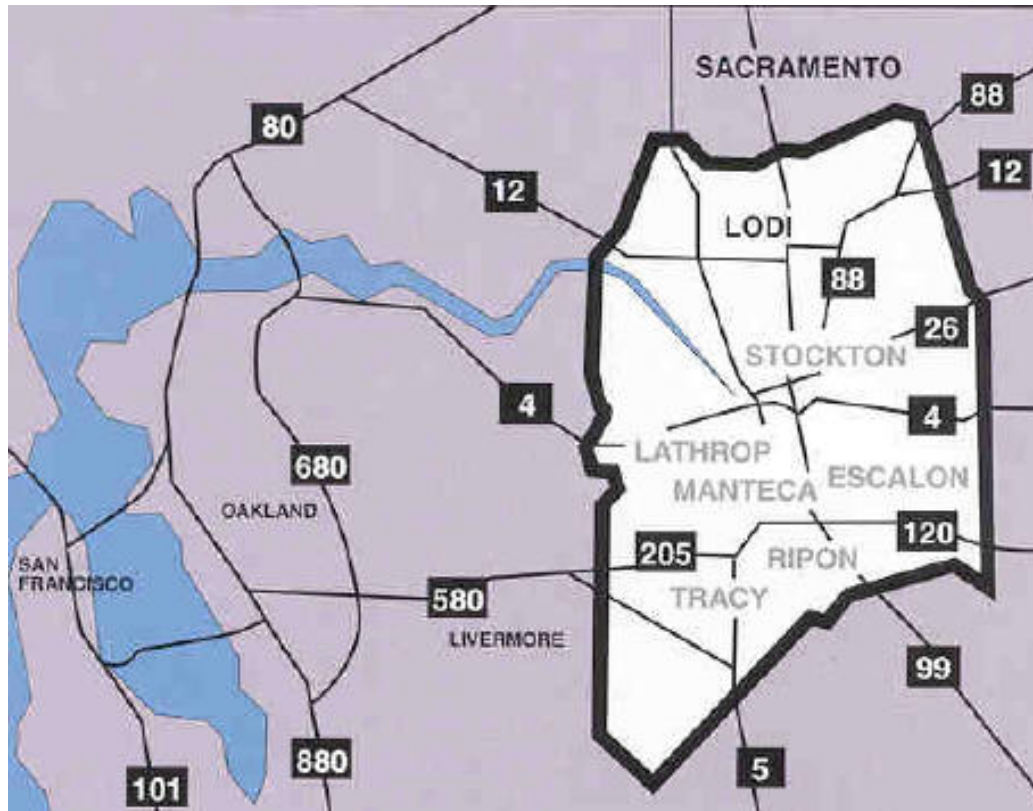 SACRAMENTO
88
80
12
12
LODI
88
26
STOCKTON
4
4
LATHROP
680
MANTECA
ESCALON
OAKLAND
205
120
RIPON
SAN
FRANCISCO
580
TRACY
LIVERMORE
99
880
5
101